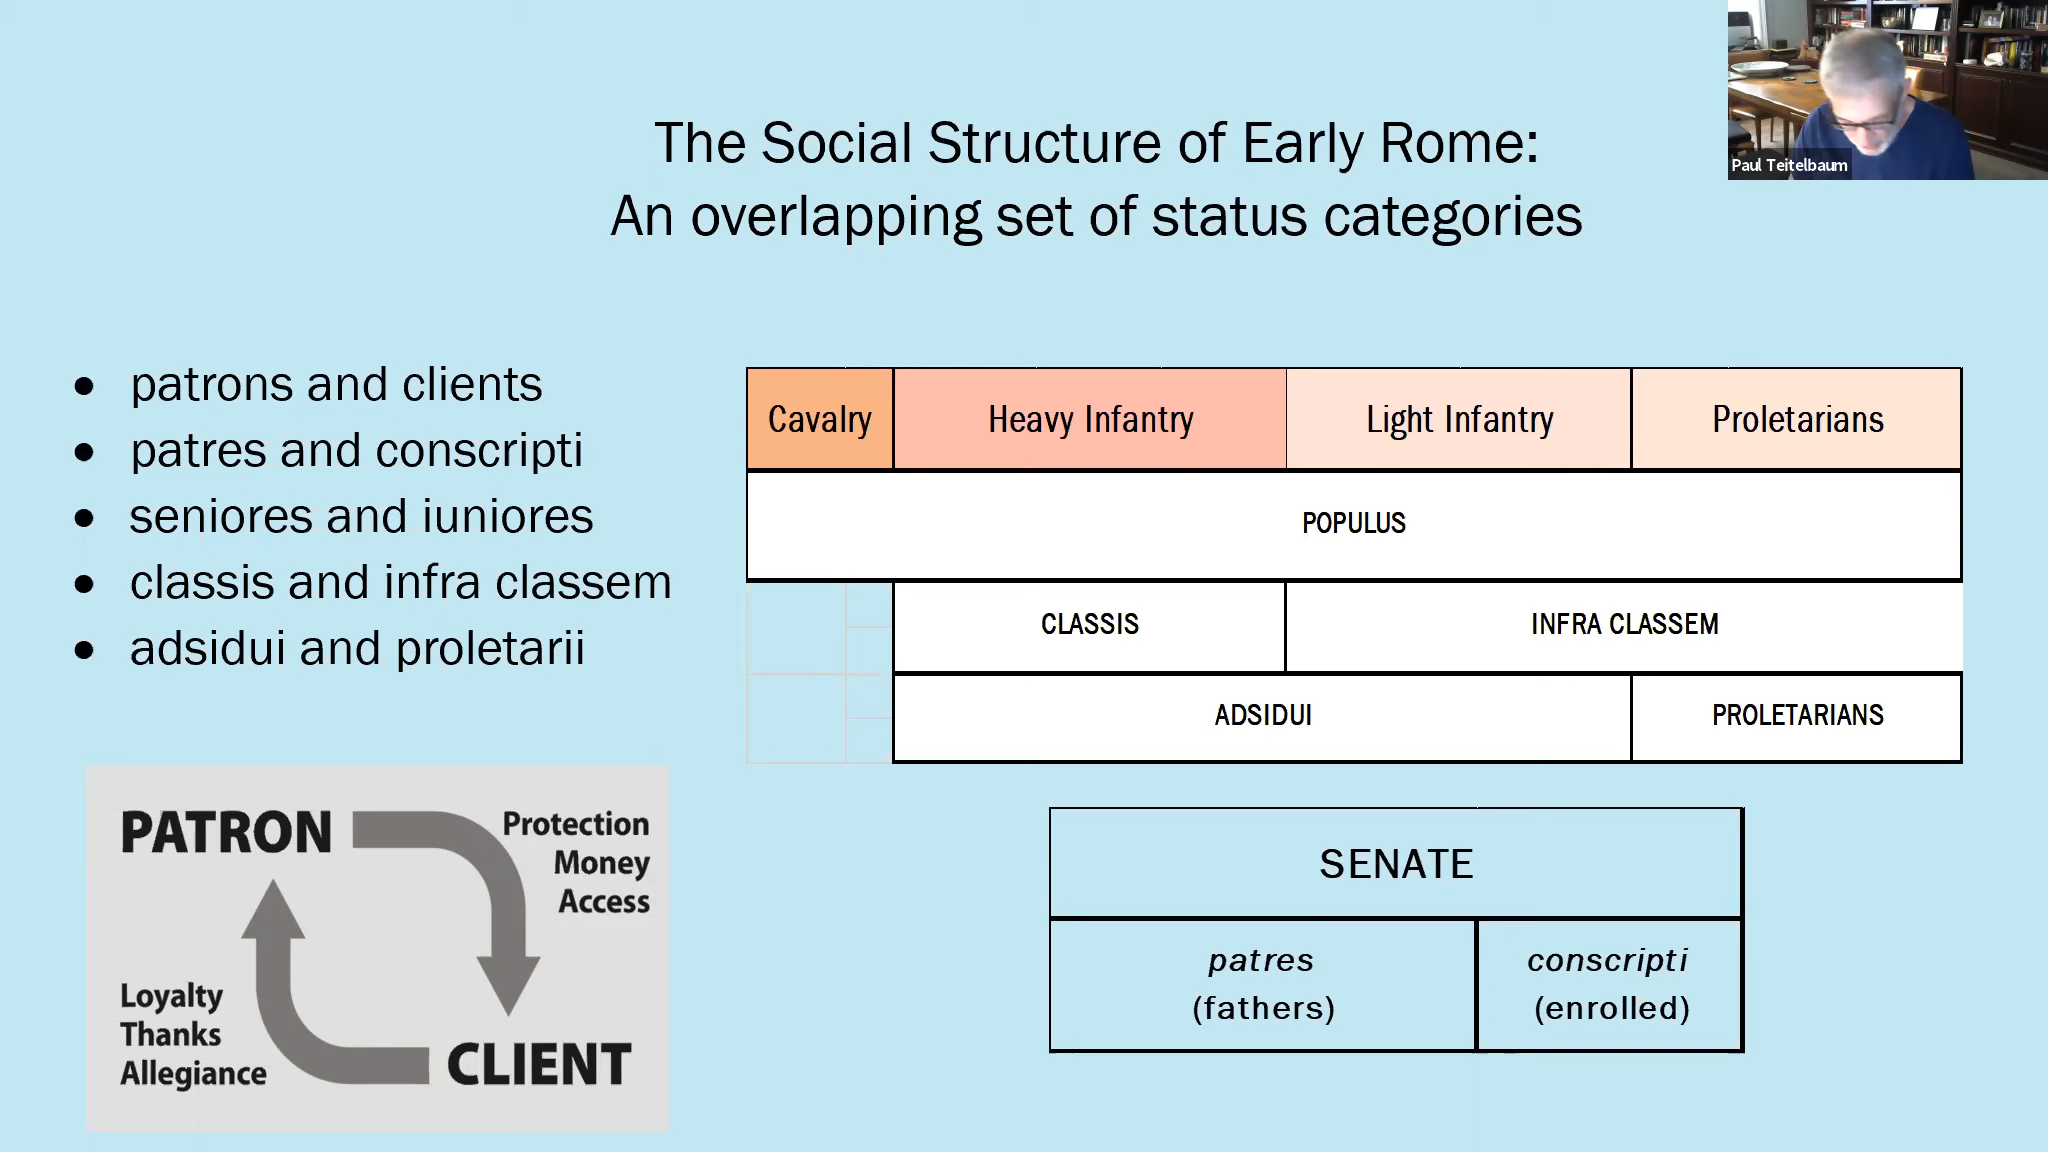 The Social Structure of Early Rome:
An overlapping set of status categories
Paul Teitelbaum
• patrons and clients
• patres and conscripti
• seniores and iuniores
• classis and infra classem
• adsidui and proletarii
Cavalry Heavy Infantry Light Infantry Proletarians
POPULUS
CLASSIS INFRA CLASSEM
ADSIDUI PROLETARIANS
PATRON
Protection
Money
Access
Loyalty
Thanks
Allegiance
CLIENT
SENATE
patres conscripti
(fathers) (enrolled)